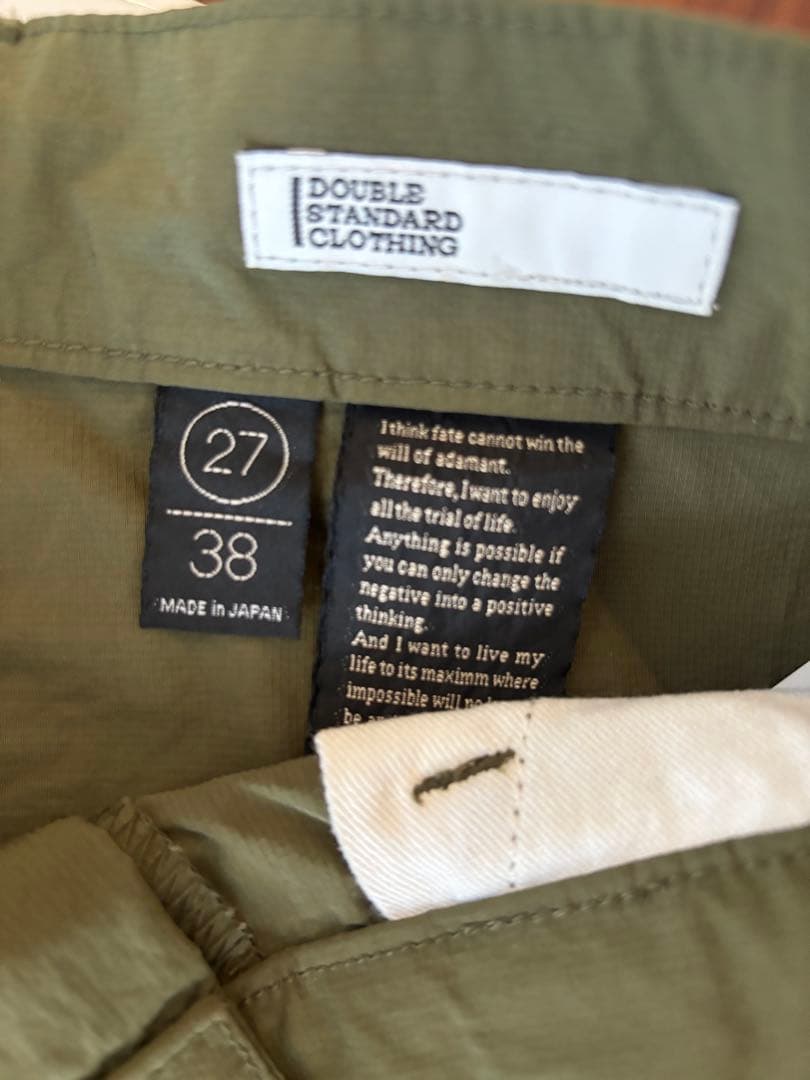 DOUBLE
STANDARD
CLOTHING
27
38
MADE in JAPAN
I think fate cannot win the
will of adamant.
Therefore, I want to enjoy
all the trial of life.
Anything is possible if
you can only change the
negative into a positive
thinking.
And I want to live my
life to its maximm where
impossible will
be